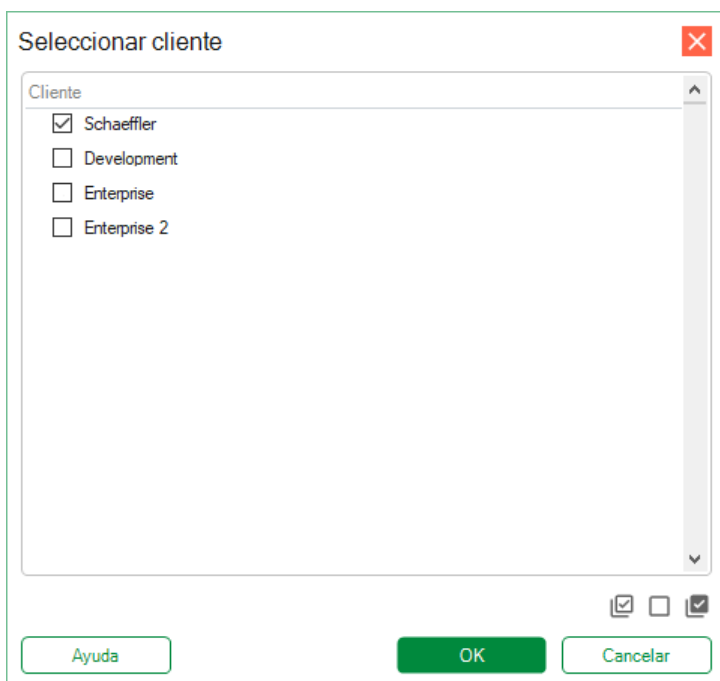 Seleccionar cliente
Cliente
Schaeffler
Development
Enterprise
Enterprise 2
Ayuda OK Cancelar